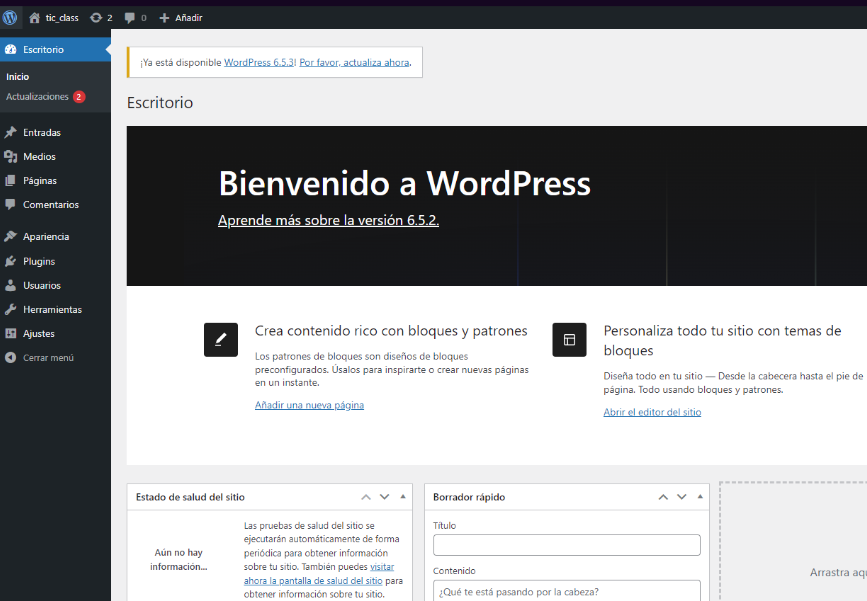 tic_class 2 0 Añadir
Escritorio
Inicio
Actualizaciones 2
Entradas
Medios
Páginas
Comentarios
Apariencia
Plugins
Usuarios
Herramientas
Ajustes
Cerrar menú
¡Ya está disponible WordPress 6.5.3! Por favor, actualiza ahora.
Escritorio
Bienvenido a WordPress
Aprende más sobre la versión 6.5.2.
Crea contenido rico con bloques y patrones
Los patrones de bloques son diseños de bloques
preconfigurados. Úsalos para inspirarte o crear nuevas páginas
en un instante.
Añadir una nueva página
Personaliza todo tu sitio con temas de
bloques
Diseña todo en tu sitio — Desde la cabecera hasta el pie de
página. Todo usando bloques y patrones.
Abrir el editor del sitio
Estado de salud del sitio
Aún no hay
información...
Las pruebas de salud del sitio se
ejecutarán automáticamente de forma
periódica para obtener información
sobre tu sitio. También puedes visitar
ahora la pantalla de salud del sitio para
obtener información sobre tu sitio.
Borrador rápido
Título
Contenido
¿Qué te está pasando por la cabeza?
Arrastra aqu